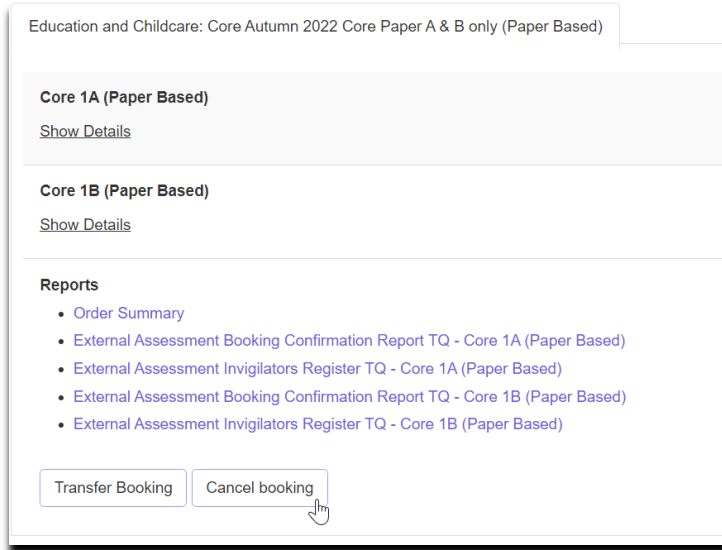 Education and Childcare: Core Autumn 2022 Core Paper A & B only (Paper Based)
Core 1A (Paper Based)
Show Details
Core 1B (Paper Based)
Show Details
Reports
Order Summary
External Assessment Booking Confirmation Report TQ - Core 1A (Paper Based)
External Assessment Invigilators Register TQ - Core 1A (Paper Based)
External Assessment Booking Confirmation Report TQ - Core 1B (Paper Based)
External Assessment Invigilators Register TQ - Core 1B (Paper Based)
Transfer Booking Cancel booking